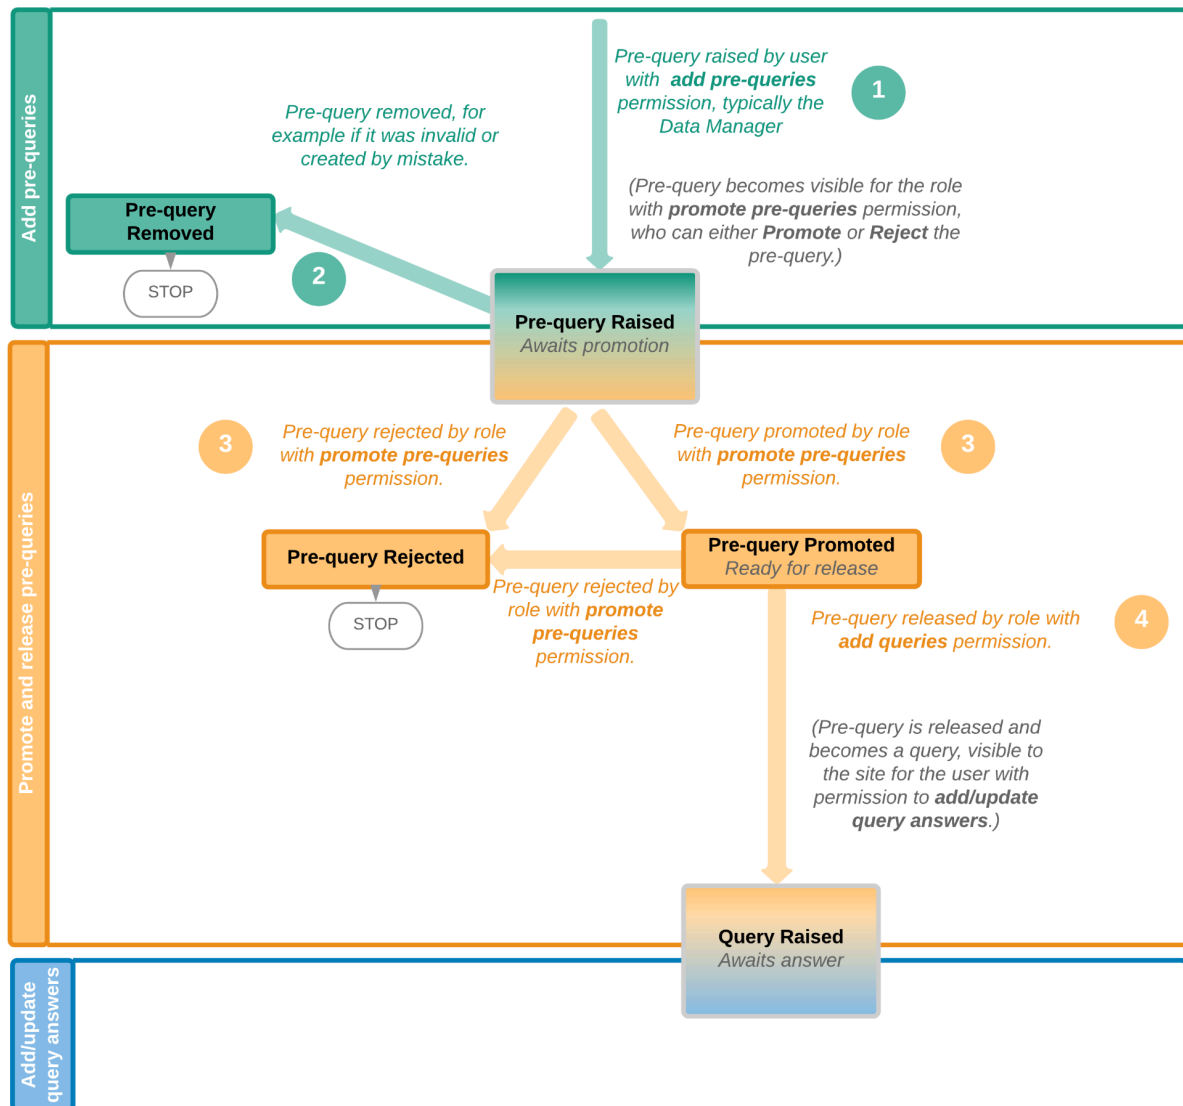 Add pre-queries
Pre-query raised by user
with add pre-queries
permission, typically the
Data Manager
1
Pre-query removed, for
example if it was invalid or
created by mistake.
(Pre-query becomes visible for the role
with promote pre-queries permission,
who can either Promote or Reject the
pre-query.)
Pre-query
Removed
STOP
2
Pre-query Raised
Awaits promotion
Promote and release pre-queries
3
Pre-query rejected by role
with promote pre-queries
permission.
Pre-query promoted by role
with promote pre-queries
permission.
3
Pre-query Rejected
STOP
Pre-query Promoted
Ready for release
Pre-query rejected by
role with promote
pre-queries
permission.
Pre-query released by role with
add queries permission.
4
(Pre-query is released and
becomes a query, visible to
the site for the user with
permission to add/update
query answers.)
Query Raised
Awaits answer
Add/update
query answers